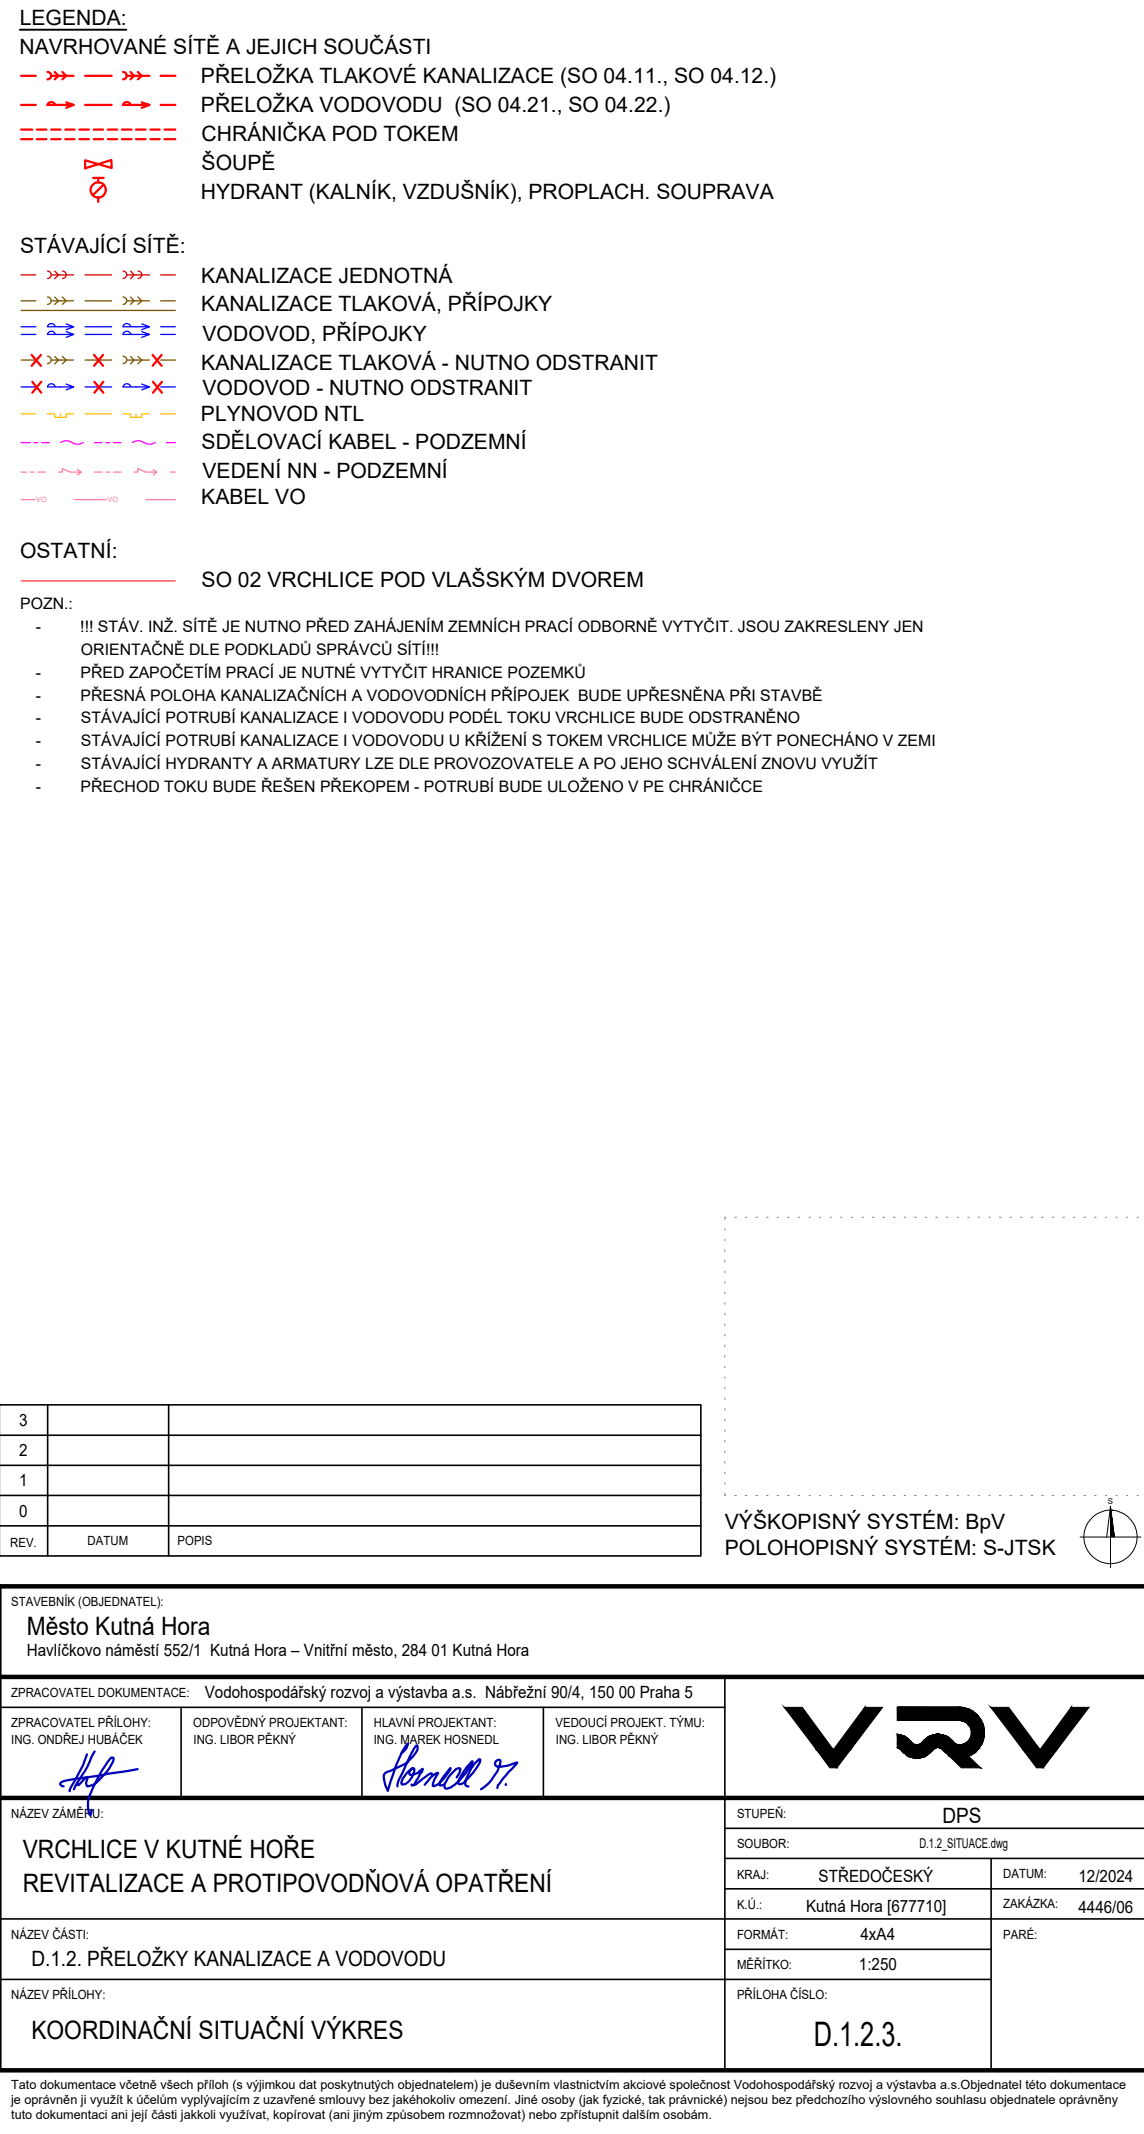 LEGENDA:
NAVRHOVANÉ SÍTĚ A JEJICH SOUČÁSTI
PŘELOŽKA TLAKOVÉ KANALIZACE (SO 04.11., SO 04.12.)
PŘELOŽKA VODOVODU (SO 04.21., SO 04.22.)
CHRÁNIČKA POD TOKEM
ŠOUPĚ
HYDRANT (KALNÍK, VZDUŠNÍK), PROPLACH. SOUPRAVA
STÁVAJÍCÍ SÍTĚ:
KANALIZACE JEDNOTNÁ
KANALIZACE TLAKOVÁ, PŘÍPOJKY
VODOVOD, PŘÍPOJKY
KANALIZACE TLAKOVÁ - NUTNO ODSTRANIT
VODOVOD - NUTNO ODSTRANIT
PLYNOVOD NTL
SDĚLOVACÍ KABEL - PODZEMNÍ
VEDENÍ NN - PODZEMNÍ
VO VO KABEL VO
OSTATNÍ:
SO 02 VRCHLICE POD VLAŠSKÝM DVOREM
POZN.:
- !!! STÁV. INŽ. SÍTĚ JE NUTNO PŘED ZAHÁJENÍM ZEMNÍCH PRACÍ ODBORNĚ VYTYČIT. JSOU ZAKRESLENY JEN
ORIENTAČNĚ DLE PODKLADŮ SPRÁVCŮ SÍTÍ!!!
- PŘED ZAPOČETÍM PRACÍ JE NUTNÉ VYTYČIT HRANICE POZEMKŮ
- PŘESNÁ POLOHA KANALIZAČNÍCH A VODOVODNÍCH PŘÍPOJEK BUDE UPŘESNĚNA PŘI STAVBĚ
- STÁVAJÍCÍ POTRUBÍ KANALIZACE I VODOVODU PODÉL TOKU VRCHLICE BUDE ODSTRANĚNO
- STÁVAJÍCÍ POTRUBÍ KANALIZACE I VODOVODU U KŘÍŽENÍ S TOKEM VRCHLICE MŮŽE BÝT PONECHÁNO V ZEMI
- STÁVAJÍCÍ HYDRANTY A ARMATURY LZE DLE PROVOZOVATELE A PO JEHO SCHVÁLENÍ ZNOVU VYUŽÍT
- PŘECHOD TOKU BUDE ŘEŠEN PŘEKOPEM - POTRUBÍ BUDE ULOŽENO V PE CHRÁNIČCE
3
2
1
0
REV. DATUM POPIS
S
VÝŠKOPISNÝ SYSTÉM: BpV
POLOHOPISNÝ SYSTÉM: S-JTSK
STAVEBNÍK (OBJEDNATEL):
Město Kutná Hora
Havlíčkovo náměstí 552/1 Kutná Hora – Vnitřní město, 284 01 Kutná Hora
ZPRACOVATEL DOKUMENTACE: Vodohospodářský rozvoj a výstavba a.s. Nábřežní 90/4, 150 00 Praha 5
ZPRACOVATEL PŘÍLOHY:
ING. ONDŘEJ HUBÁČEK
ODPOVĚDNÝ PROJEKTANT:
ING. LIBOR PĚKNÝ
HLAVNÍ PROJEKTANT:
ING. MAREK HOSNEDL
Hosnedl M.
VEDOUCÍ PROJEKT. TÝMU:
ING. LIBOR PĚKNÝ
VRV
NÁZEV ZÁMĚRU:
VRCHLICE V KUTNÉ HOŘE
REVITALIZACE A PROTIPOVODŇOVÁ OPATŘENÍ
STUPEŇ: DPS
SOUBOR: D.1.2_SITUACE.dwg
KRAJ: STŘEDOČESKÝ
DATUM: 12/2024
K.Ú.: Kutná Hora [677710]
ZAKÁZKA: 4446/06
NÁZEV ČÁSTI:
D.1.2. PŘELOŽKY KANALIZACE A VODOVODU
FORMÁT: 4xA4
PARÉ:
MĚŘÍTKO: 1:250
NÁZEV PŘÍLOHY:
KOORDINAČNÍ SITUAČNÍ VÝKRES
PŘÍLOHA ČÍSLO:
D.1.2.3.
Tato dokumentace včetně všech příloh (s výjimkou dat poskytnutých objednatelem) je duševním vlastnictvím akciové společnost Vodohospodářský rozvoj a výstavba a.s.Objednatel této dokumentace
je oprávněn ji využít k účelům vyplývajícím z uzavřené smlouvy bez jakéhokoliv omezení. Jiné osoby (jak fyzické, tak právnické) nejsou bez předchozího výslovného souhlasu objednatele oprávněny
tuto dokumentaci ani její části jakkoli využívat, kopírovat (ani jiným způsobem rozmnožovat) nebo zpřístupnit dalším osobám.